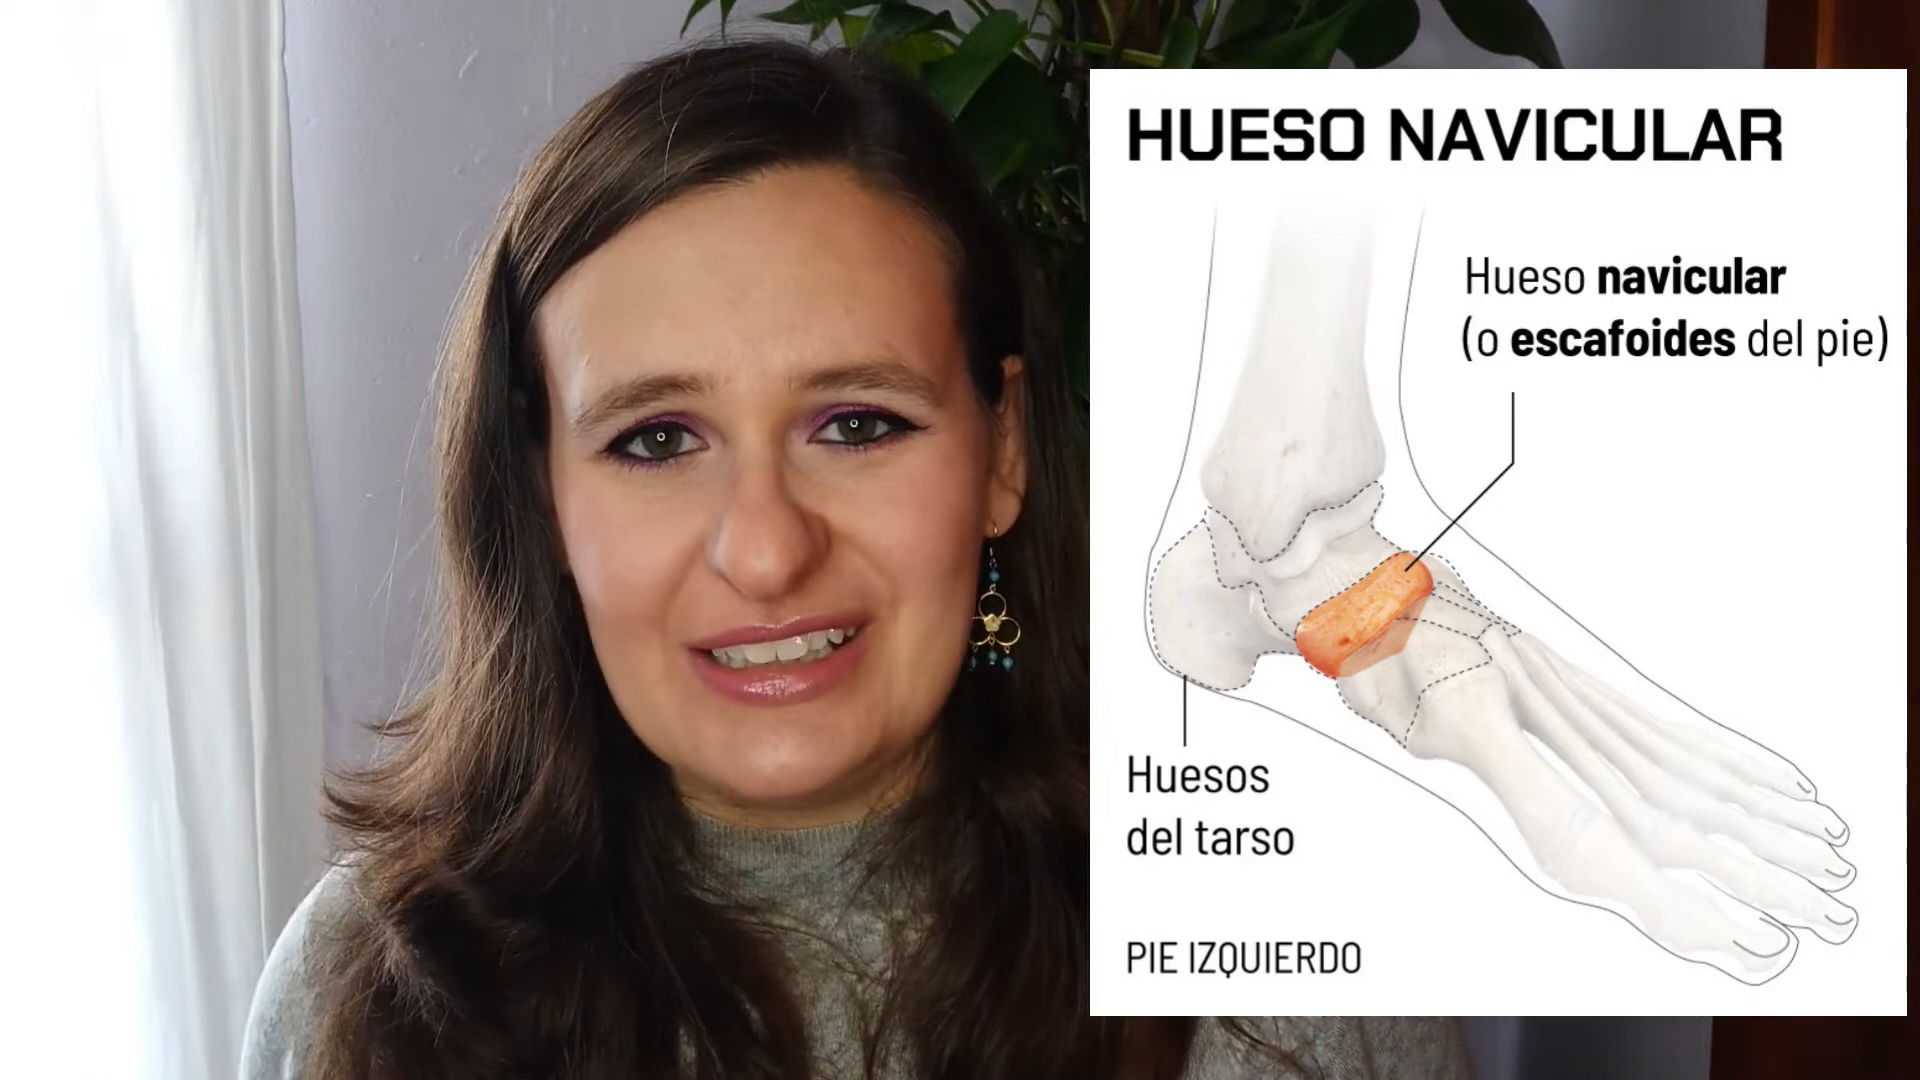 HUESO NAVICULAR
Hueso navicular
(o escafoides del pie)
Huesos
del tarso
PIE IZQUIERDO